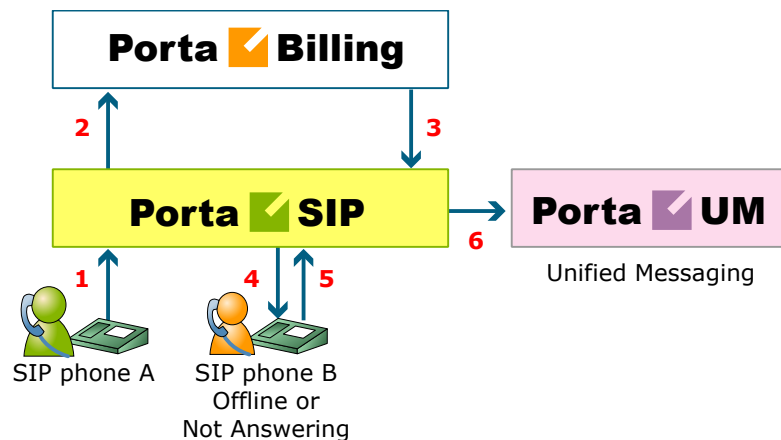 Porta Billing
2
3
Porta SIP
Porta UM
6
Unified Messaging
1
4
5
SIP phone A
SIP phone B
Offline or
Not Answering